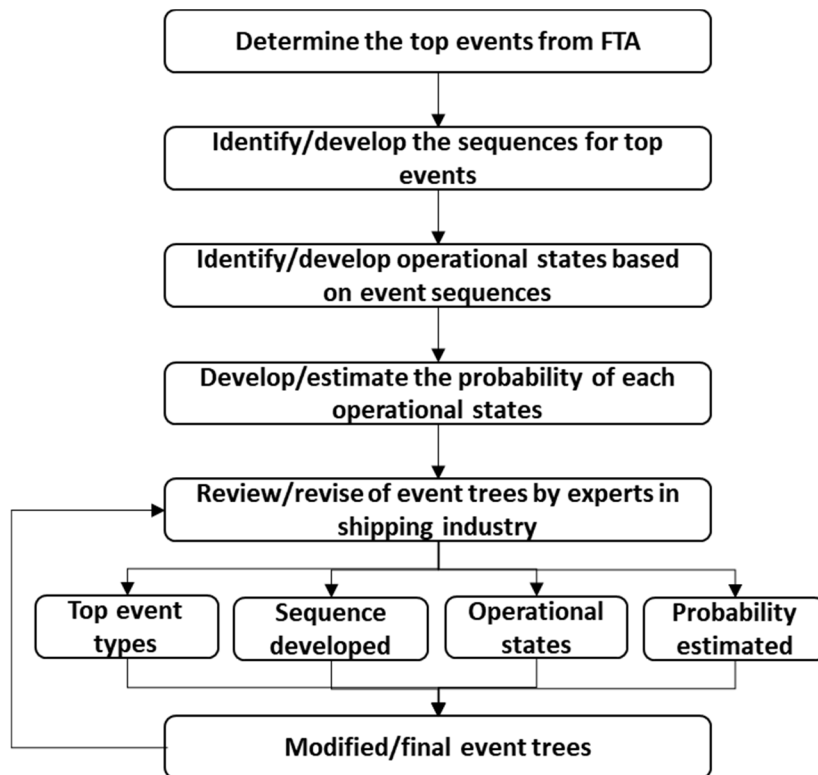 Determine the top events from FTA
Identify/develop the sequences for top
events
Identify/develop operational states based
on event sequences
Develop/estimate the probability of each
operational states
Review/revise of event trees by experts in
shipping industry
Top event
types
Sequence
developed
Operational
states
Probability
estimated
Modified/final event trees